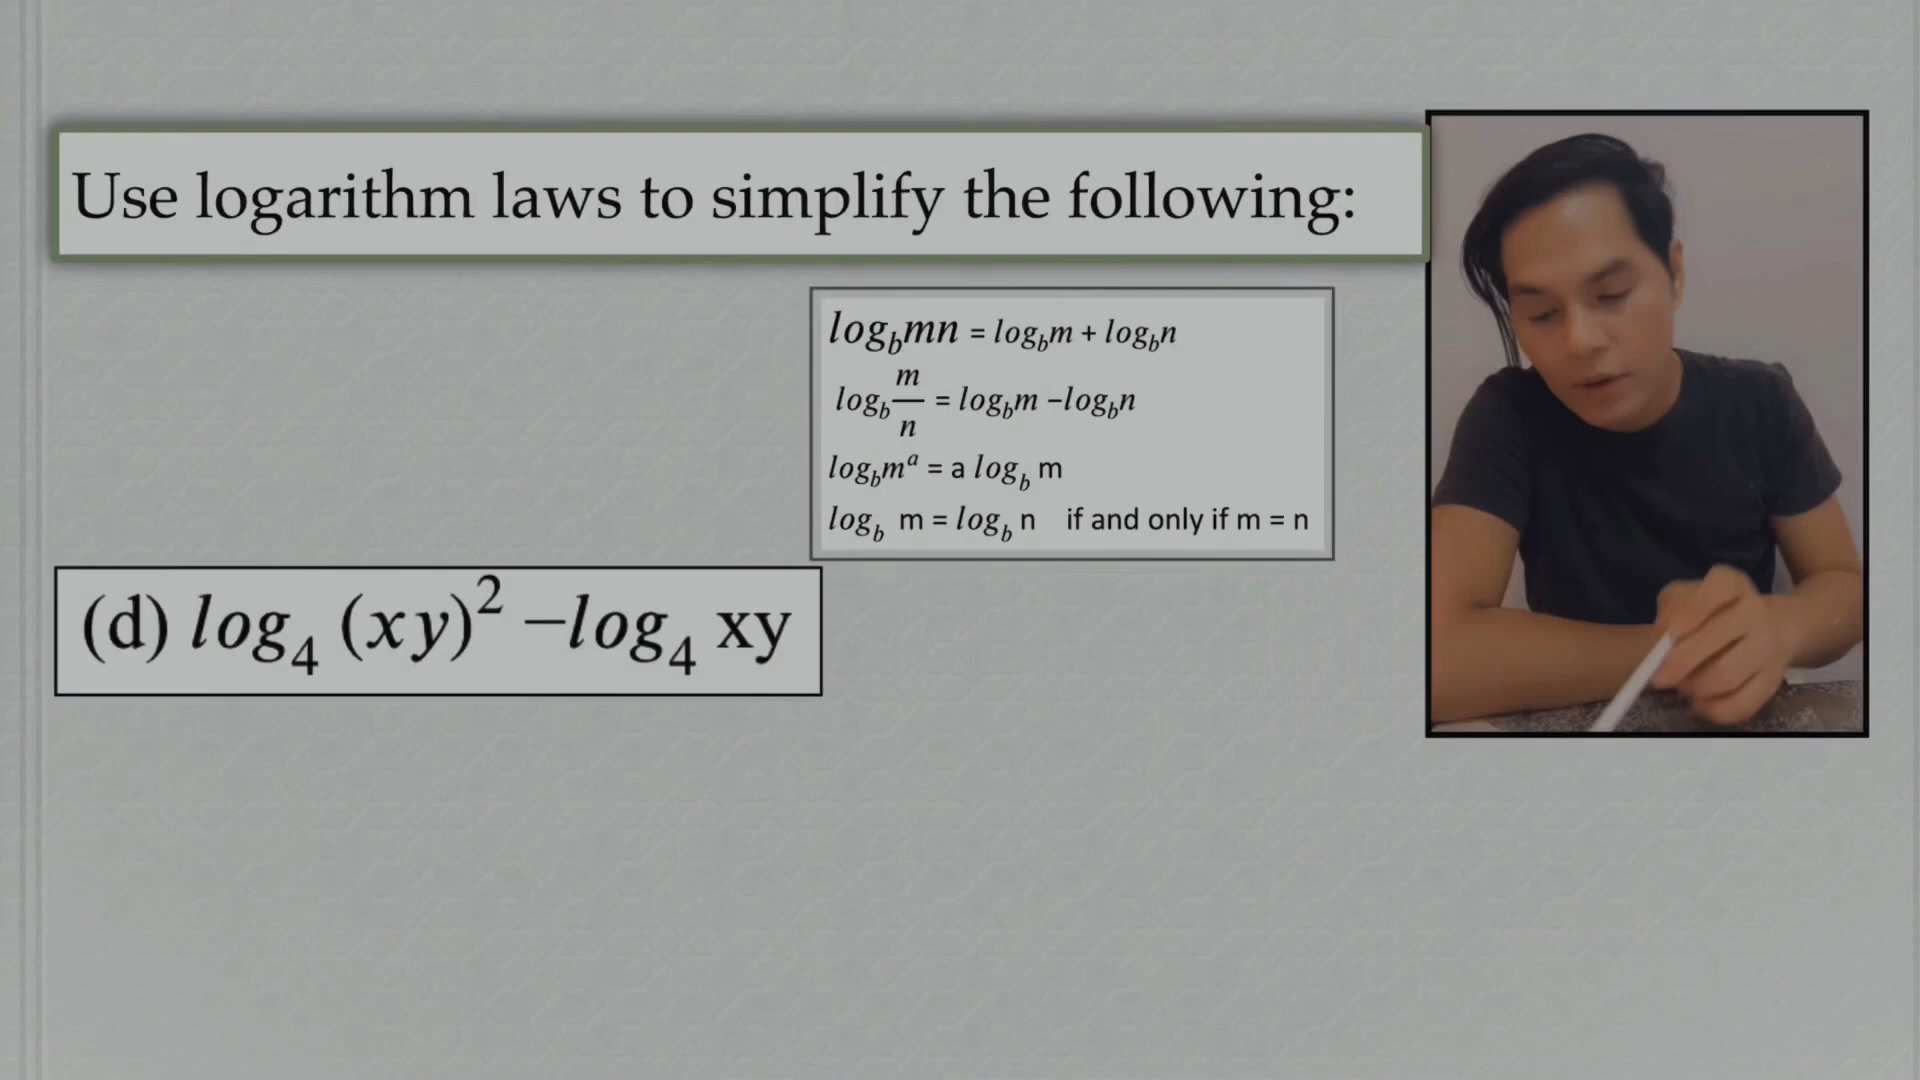 Use logarithm laws to simplify the following:
log_b mn = log_b m + log_b n
log_b m/n = log_b m – log_b n
log_b m^a = a log_b m
log_b m = log_b n if and only if m = n
(d) log_4 (xy)^2 – log_4 xy